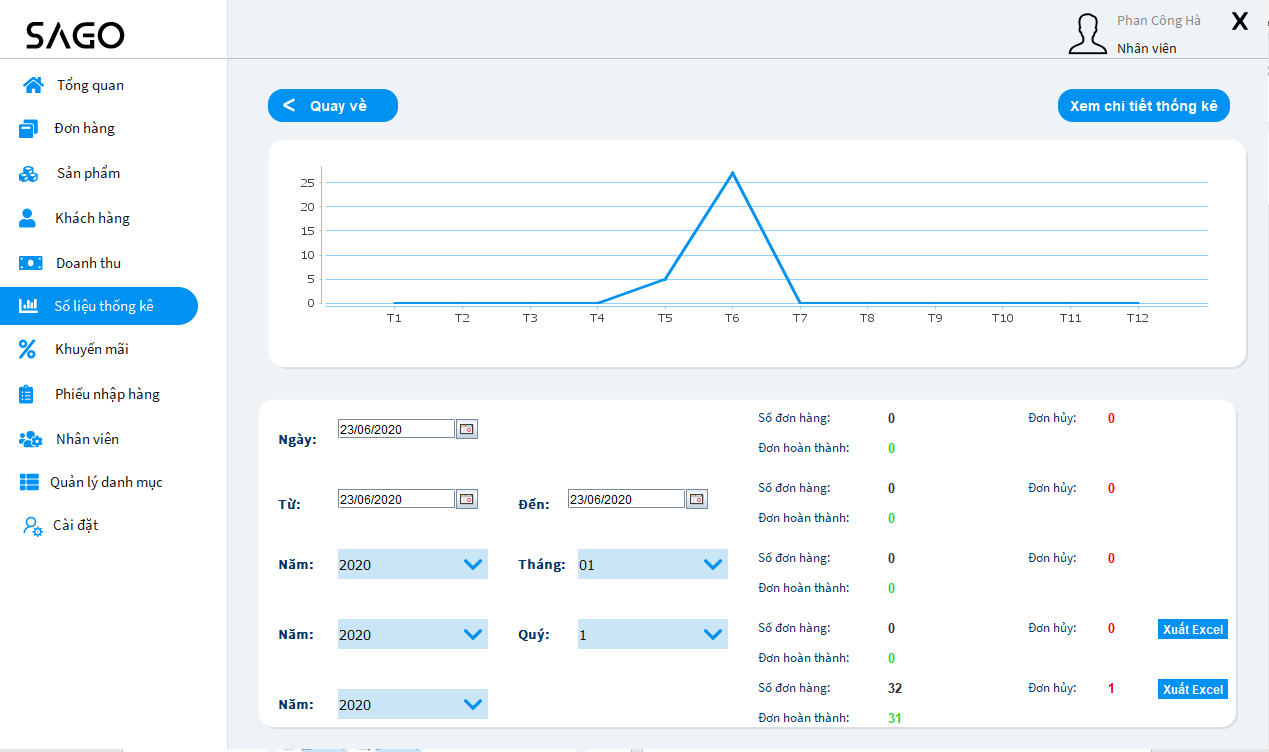 SAGO
Phan Công Hà
X
Nhân viên
Tổng quan
Đơn hàng
Sản phẩm
Khách hàng
Doanh thu
Số liệu thống kê
Khuyến mãi
Phiếu nhập hàng
Nhân viên
Quản lý danh mục
Cài đặt
< Quay về
Xem chi tiết thống kê
25
20
15
10
5
0
T1 T2 T3 T4 T5 T6 T7 T8 T9 T10 T11 T12
Ngày: 23/06/2020
Số đơn hàng: 0 Đơn hủy: 0
Đơn hoàn thành: 0
Từ: 23/06/2020 Đến: 23/06/2020
Số đơn hàng: 0 Đơn hủy: 0
Đơn hoàn thành: 0
Năm: 2020 Tháng: 01
Số đơn hàng: 0 Đơn hủy: 0
Đơn hoàn thành: 0
Năm: 2020 Quý: 1
Số đơn hàng: 0 Đơn hủy: 0 Xuất Excel
Đơn hoàn thành: 0
Năm: 2020
Số đơn hàng: 32 Đơn hủy: 1 Xuất Excel
Đơn hoàn thành: 31